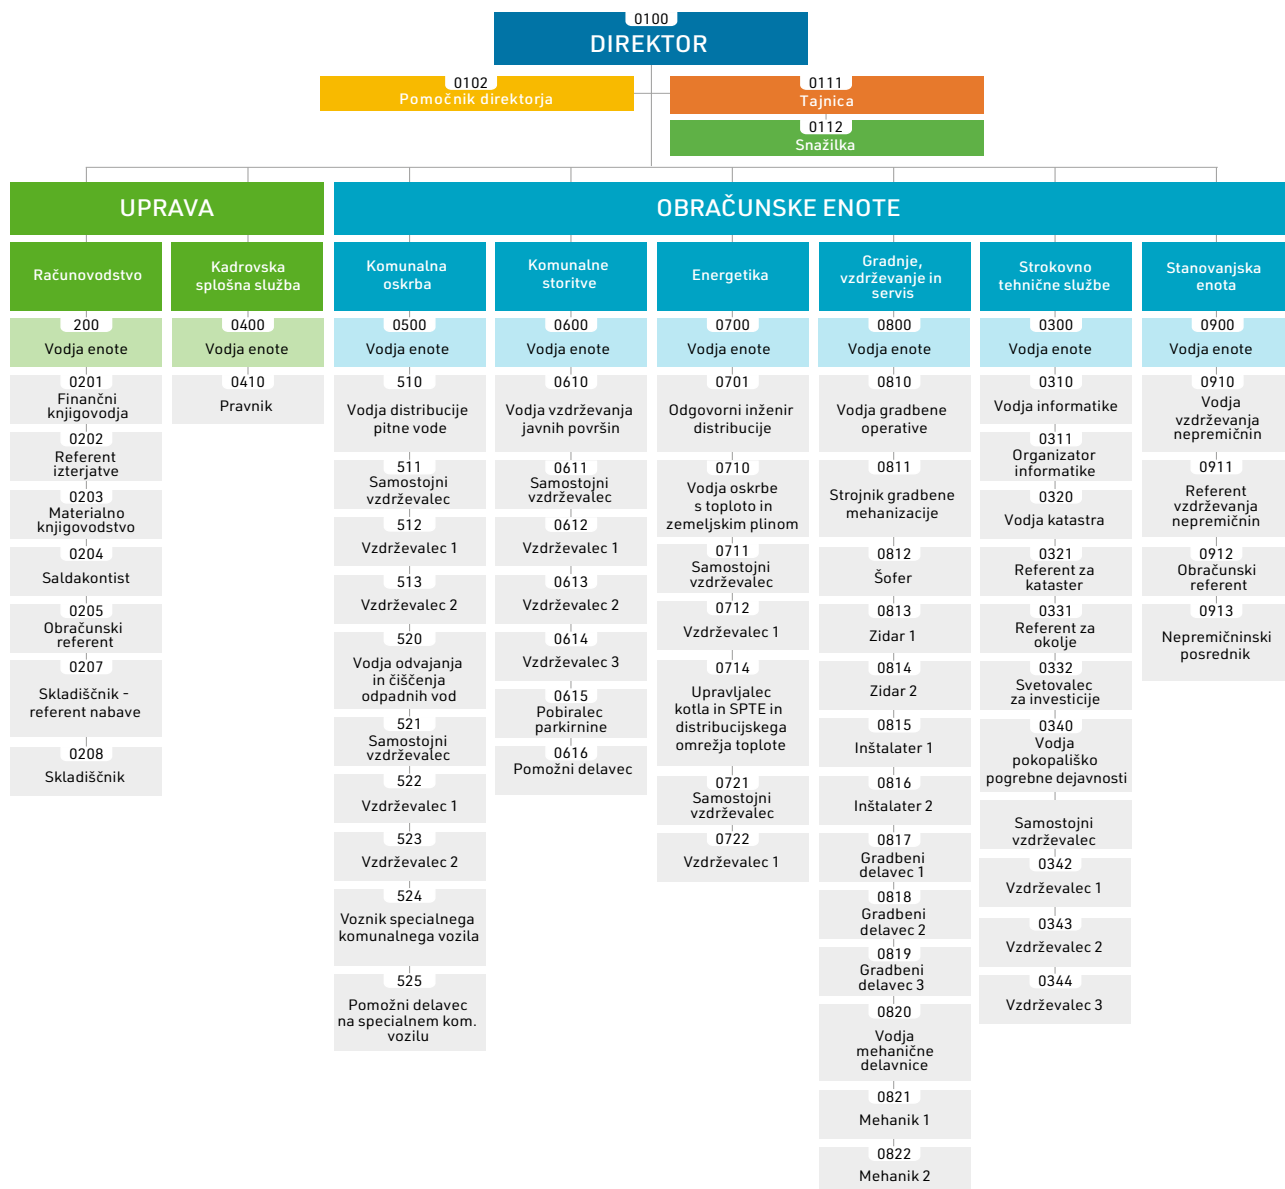 0100
DIREKTOR
0102
Pomočnik direktorja
0111
Tajnica
0112
Snažilka
UPRAVA
OBRAČUNSKE ENOTE
Računovodstvo
200
Vodja enote
0201
Finančni
knjigovodja
0202
Referent
izterjatve
0203
Materialno
knjigovodstvo
0204
Saldakontist
0205
Obračunski
referent
0207
Skladiščnik -
referent nabave
0208
Skladiščnik
Kadrovska
splošna služba
0400
Vodja enote
0410
Pravnik
Komunalna
oskrba
0500
Vodja enote
510
Vodja distribucije
pitne vode
511
Samostojni
vzdrževalec
512
Vzdrževalec 1
513
Vzdrževalec 2
520
Vodja odvajanja
in čiščenja
odpadnih vod
521
Samostojni
vzdrževalec
522
Vzdrževalec 1
523
Vzdrževalec 2
524
Voznik specialnega
komunalnega vozila
525
Pomožni delavec
na specialnem kom.
vozilu
Komunalne
storitve
0600
Vodja enote
0610
Vodja vzdrževanja
javnih površin
0611
Samostojni
vzdrževalec
0612
Vzdrževalec 1
0613
Vzdrževalec 2
0614
Vzdrževalec 3
0615
Pobiralec
parkirnine
0616
Pomožni delavec
Energetika
0700
Vodja enote
0701
Odgovorni inženir
distribucije
0710
Vodja oskrbe
s toploto in
zemeljskim plinom
0711
Samostojni
vzdrževalec
0712
Vzdrževalec 1
0714
Upravljalec
kotla in SPTE in
distribucijskega
omrežja toplote
0721
Samostojni
vzdrževalec
0722
Vzdrževalec 1
Gradnje,
vzdrževanje in
servis
0800
Vodja enote
0810
Vodja gradbene
operative
0811
Strojnik gradbene
mehanizacije
0812
Šofer
0813
Zidar 1
0814
Zidar 2
0815
Inštalater 1
0816
Inštalater 2
0817
Gradbeni
delavec 1
0818
Gradbeni
delavec 2
0819
Gradbeni
delavec 3
0820
Vodja
mehanične
delavnice
0821
Mehanik 1
0822
Mehanik 2
Strokovno
tehnične službe
0300
Vodja enote
0310
Vodja informatike
0311
Organizator
informatike
0320
Vodja katastra
0321
Referent za
kataster
0331
Referent za
okolje
0332
Svetovalec
za investicije
0340
Vodja
pokopališko
pogrebne dejavnosti
Samostojni
vzdrževalec
0342
Vzdrževalec 1
0343
Vzdrževalec 2
0344
Vzdrževalec 3
Stanovanjska
enota
0900
Vodja enote
0910
Vodja
vzdrževanja
nepremičnin
0911
Referent
vzdrževanja
nepremičnin
0912
Obračunski
referent
0913
Nepremičninski
posrednik